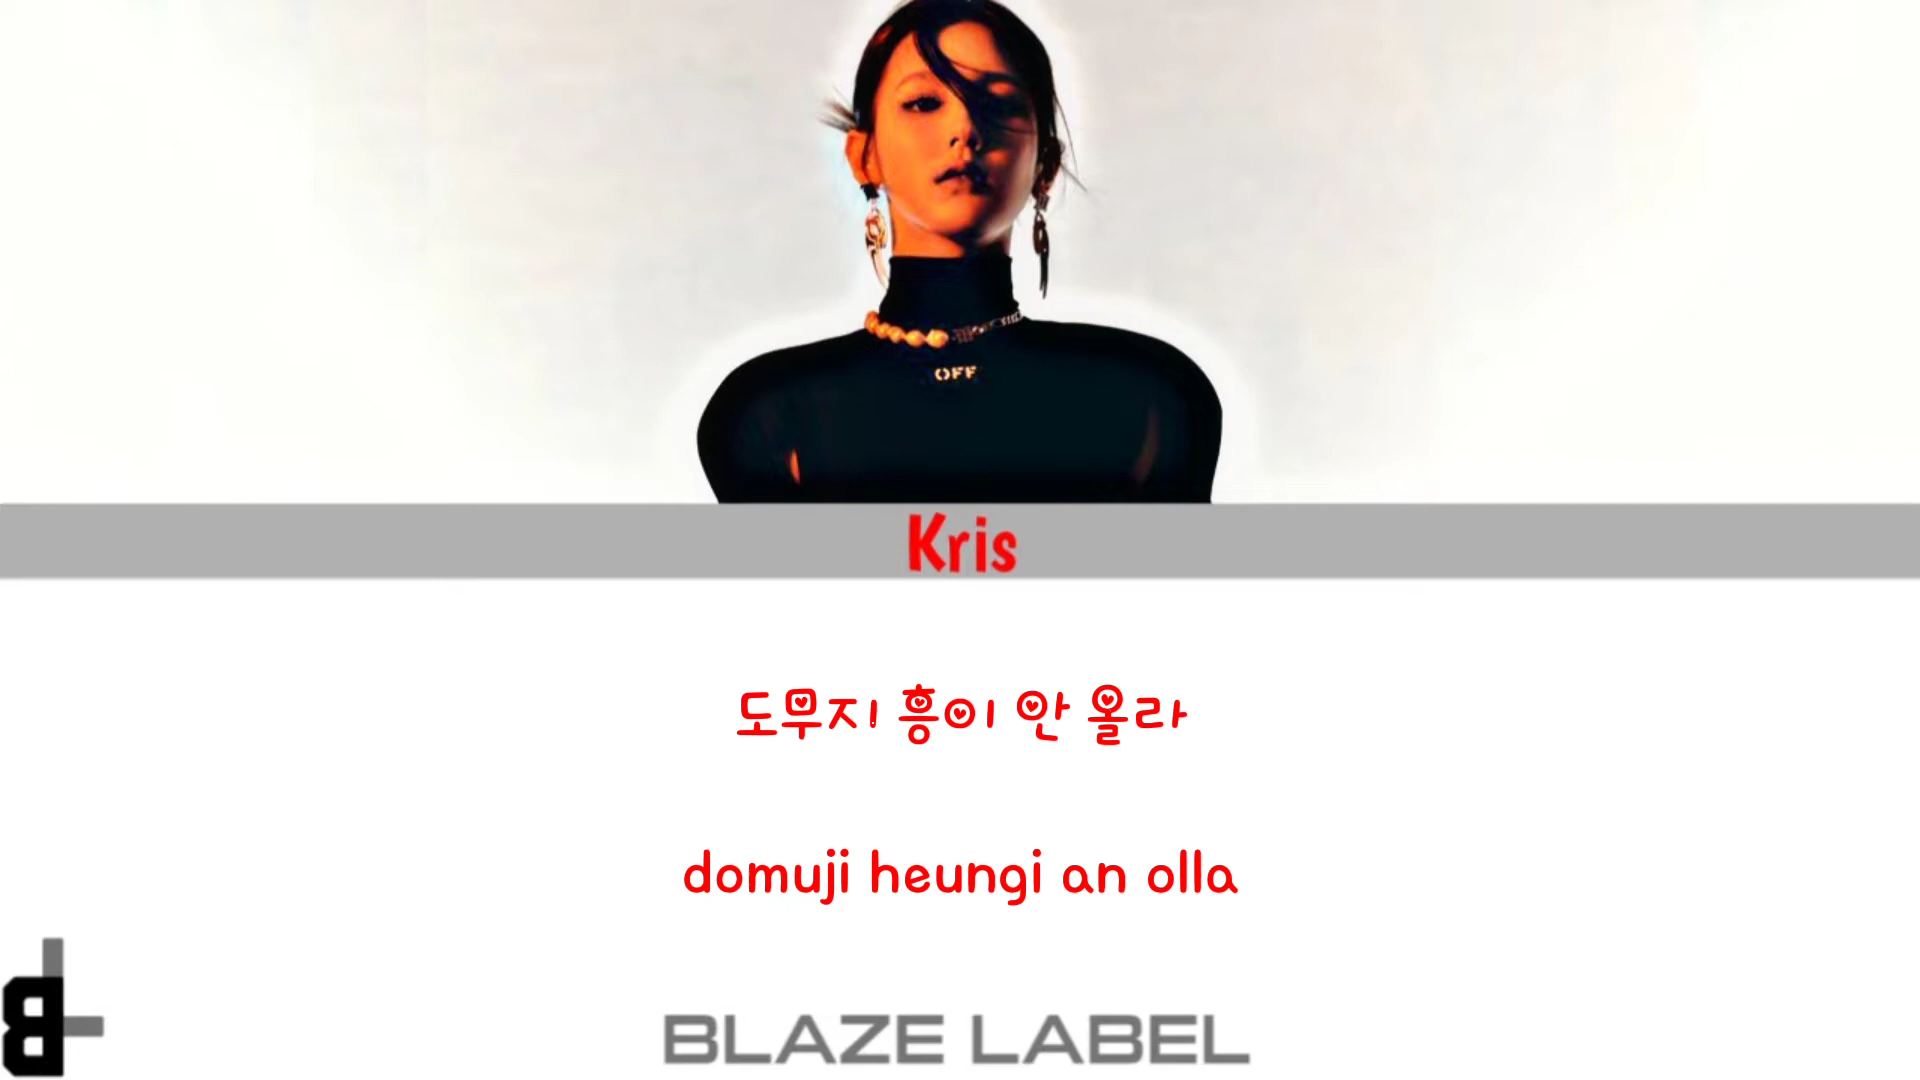 OFF
Kris
도무지 흥이 안 올라
domuji heungi an olla
B
BLAZE LABEL